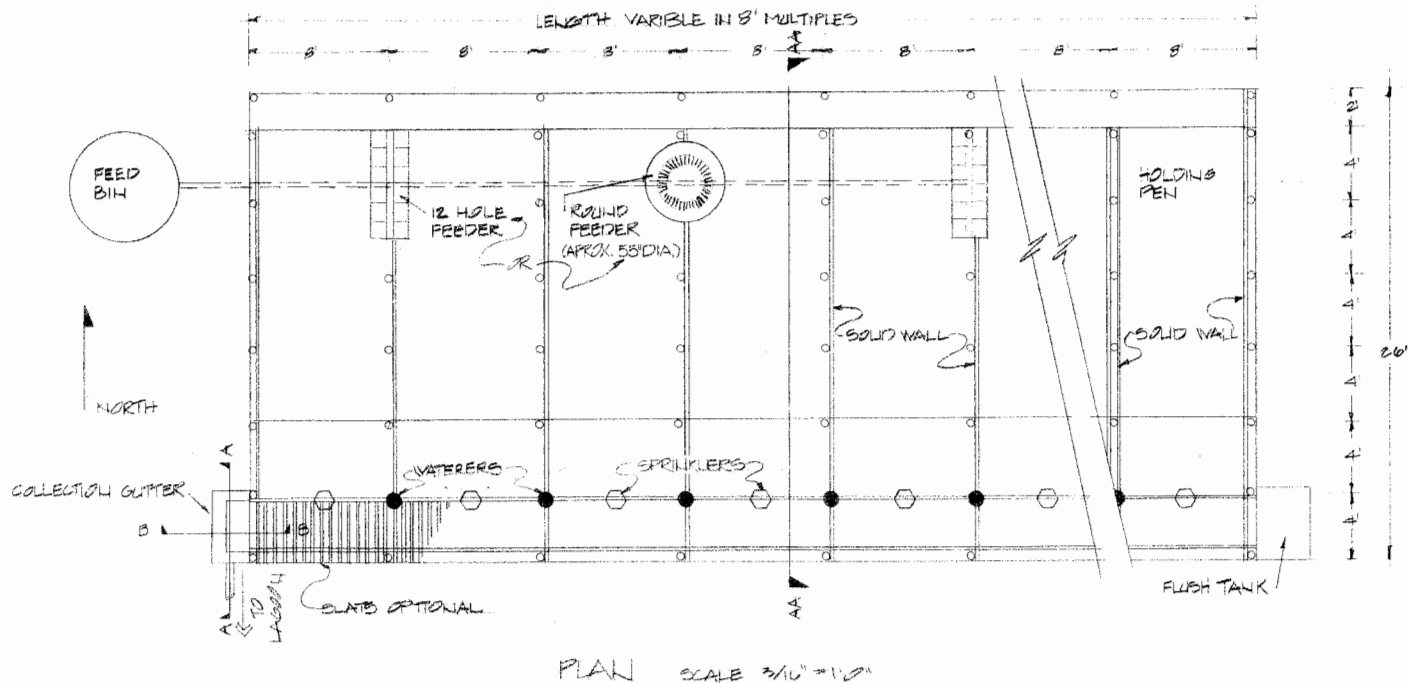 LENGTH VARIBLE IN 8' MULTIPLES
8' 8' 8' 8' 8' 8' 8'
AA
2'
FEED
BIN
12 HOLE
FEEDER
OR
ROUND
FEEDER
(APROX. 55" DIA.)
HOLDING
PEN
4
4
4
SOLID WALL
SOLID WALL
26'
NORTH
4
4
A
WATERERS
SPRINKLERS
COLLECTION GUTTER
B B
4
FLUSH TANK
A
TO
LAGOON
SLATS OPTIONAL
AA
PLAN SCALE 3/16" = 1'0"